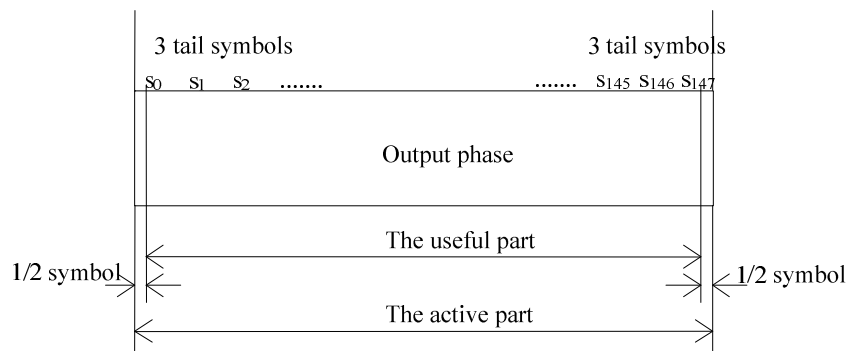 3 tail symbols 3 tail symbols
s0 s1 s2 ....... ....... s145 s146 s147
Output phase
The useful part
1/2 symbol 1/2 symbol
The active part